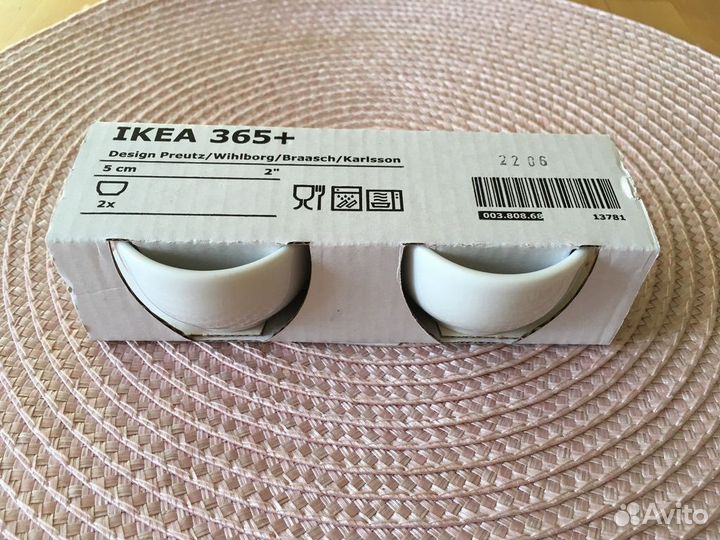 IKEA 365+
Design Preutz/Wihlborg/Braasch/Karlsson
5 cm 2"
2x
2206
003.808.68 13781
Avito